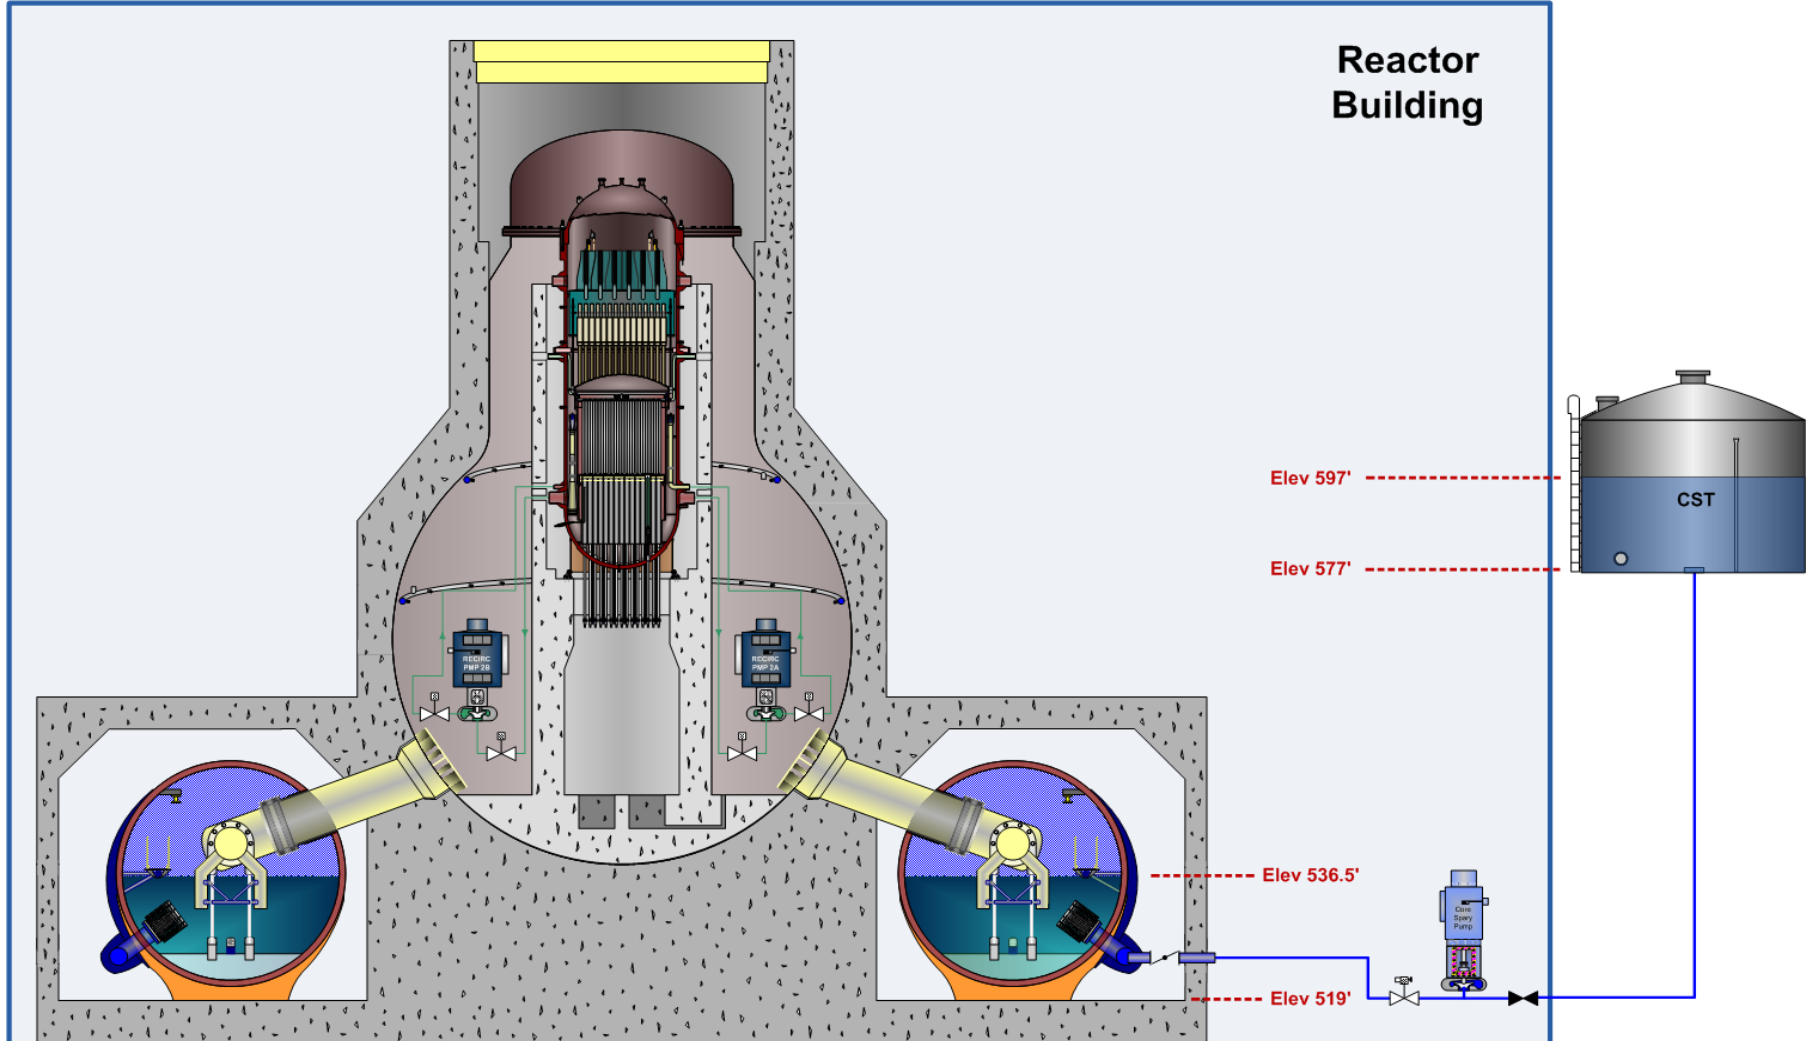 Reactor
Building
Elev 597'
CST
Elev 577'
RECIRC
PMP 2B
RECIRC
PMP 2A
Elev 536.5'
Core
Spary
Pump
Elev 519'